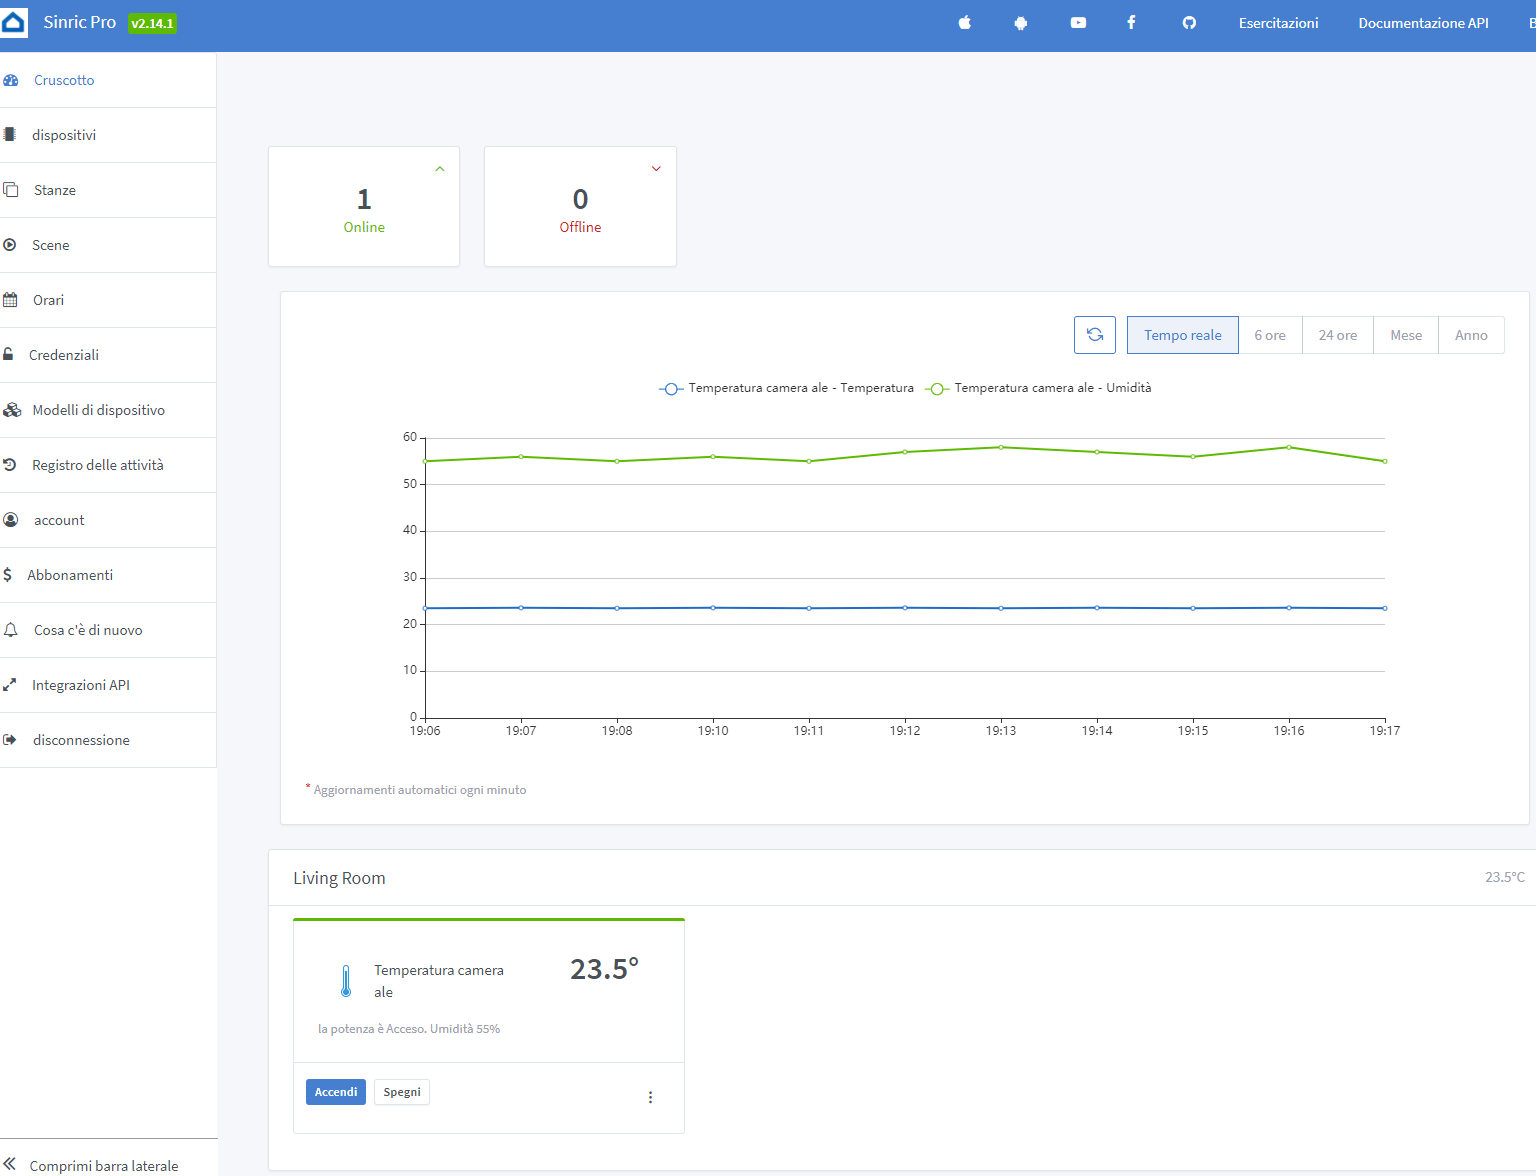 Sinric Pro v2.14.1 Esercitazioni Documentazione API
Cruscotto
dispositivi
Stanze
Scene
Orari
Credenziali
Modelli di dispositivo
Registro delle attività
account
Abbonamenti
Cosa c'è di nuovo
Integrazioni API
disconnessione
Comprimi barra laterale
1
Online
0
Offline
Tempo reale 6 ore 24 ore Mese Anno
Temperatura camera ale - Temperatura Temperatura camera ale - Umidità
60
50
40
30
20
10
0
19:06 19:07 19:08 19:10 19:11 19:12 19:13 19:14 19:15 19:16 19:17
* Aggiornamenti automatici ogni minuto
Living Room 23.5°C
Temperatura camera
ale
23.5°
la potenza è Acceso. Umidità 55%
Accendi Spegni